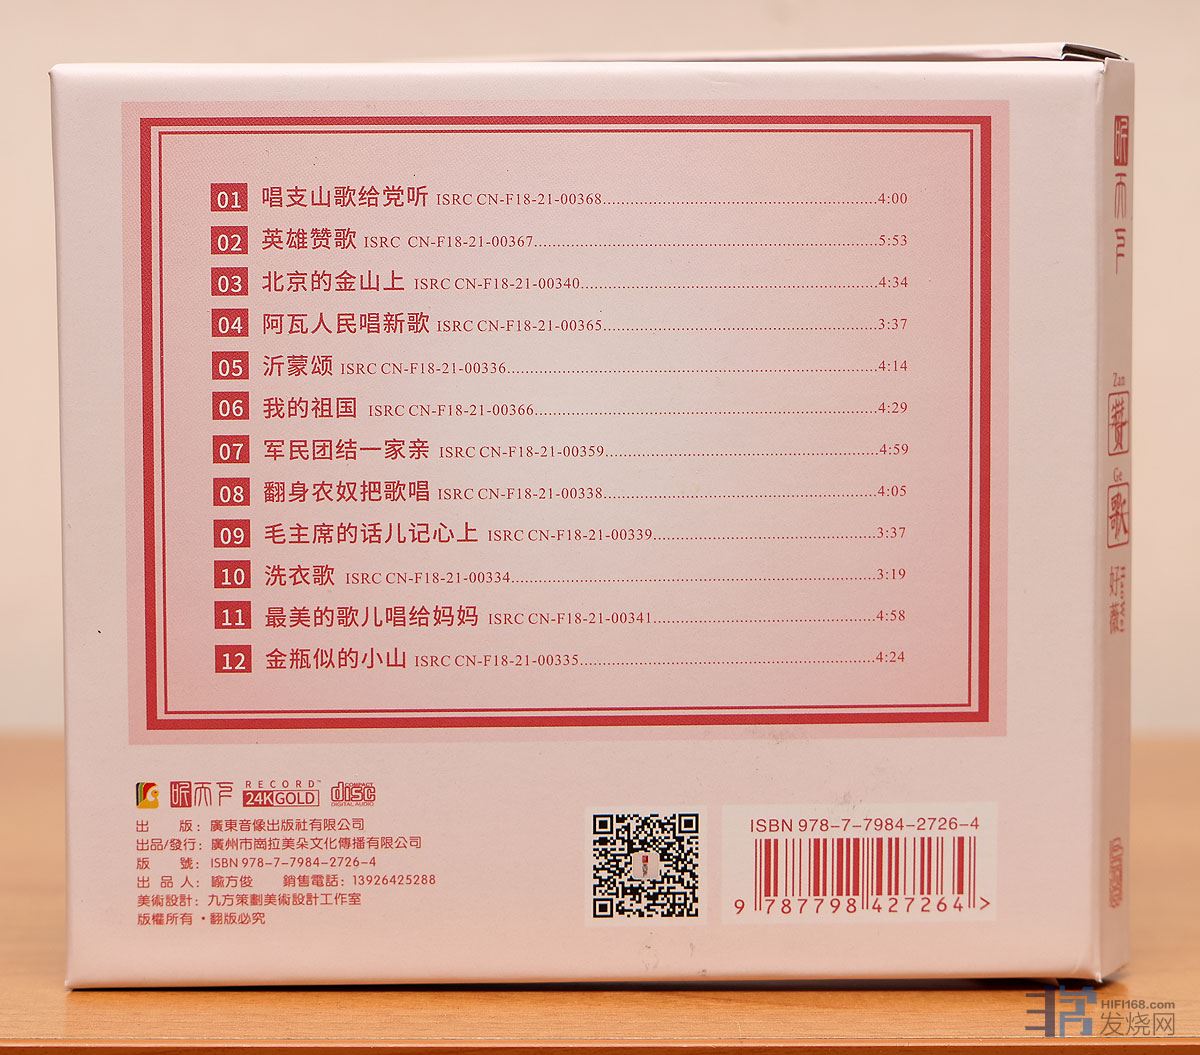 01 唱支山歌给党听 ISRC CN-F18-21-00368 4:00
02 英雄赞歌 ISRC CN-F18-21-00367 5:53
03 北京的金山上 ISRC CN-F18-21-00340 4:34
04 阿瓦人民唱新歌 ISRC CN-F18-21-00365 3:37
05 沂蒙颂 ISRC CN-F18-21-00336 4:14
06 我的祖国 ISRC CN-F18-21-00366 4:29
07 军民团结一家亲 ISRC CN-F18-21-00359 4:59
08 翻身农奴把歌唱 ISRC CN-F18-21-00338 4:05
09 毛主席的话儿记心上 ISRC CN-F18-21-00339 3:37
10 洗衣歌 ISRC CN-F18-21-00334 3:19
11 最美的歌儿唱给妈妈 ISRC CN-F18-21-00341 4:58
12 金瓶似的小山 ISRC CN-F18-21-00335 4:24
RECORD™
24K GOLD
COMPACT
disc
DIGITAL AUDIO
出 版：廣東音像出版社有限公司
出品/發行：廣州市崗拉美朵文化傳播有限公司
版 號：ISBN 978-7-7984-2726-4
出 品 人：瑜方俊 銷售電話：13926425288
美術設計：九方策劃美術設計工作室
版權所有·翻版必究
ISBN 978-7-7984-2726-4
9 787798 427264 >
Zan
贊
Ge
歌
好薇
HIFI168.com
发烧网